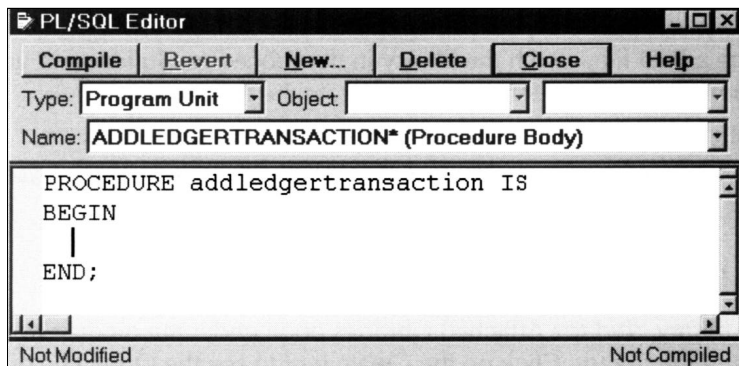 PL/SQL Editor
Compile Revert New... Delete Close Help
Type: Program Unit Object:
Name: ADDLEDGERTRANSACTION* (Procedure Body)
PROCEDURE addledgertransaction IS
BEGIN
END;
Not Modified Not Compiled